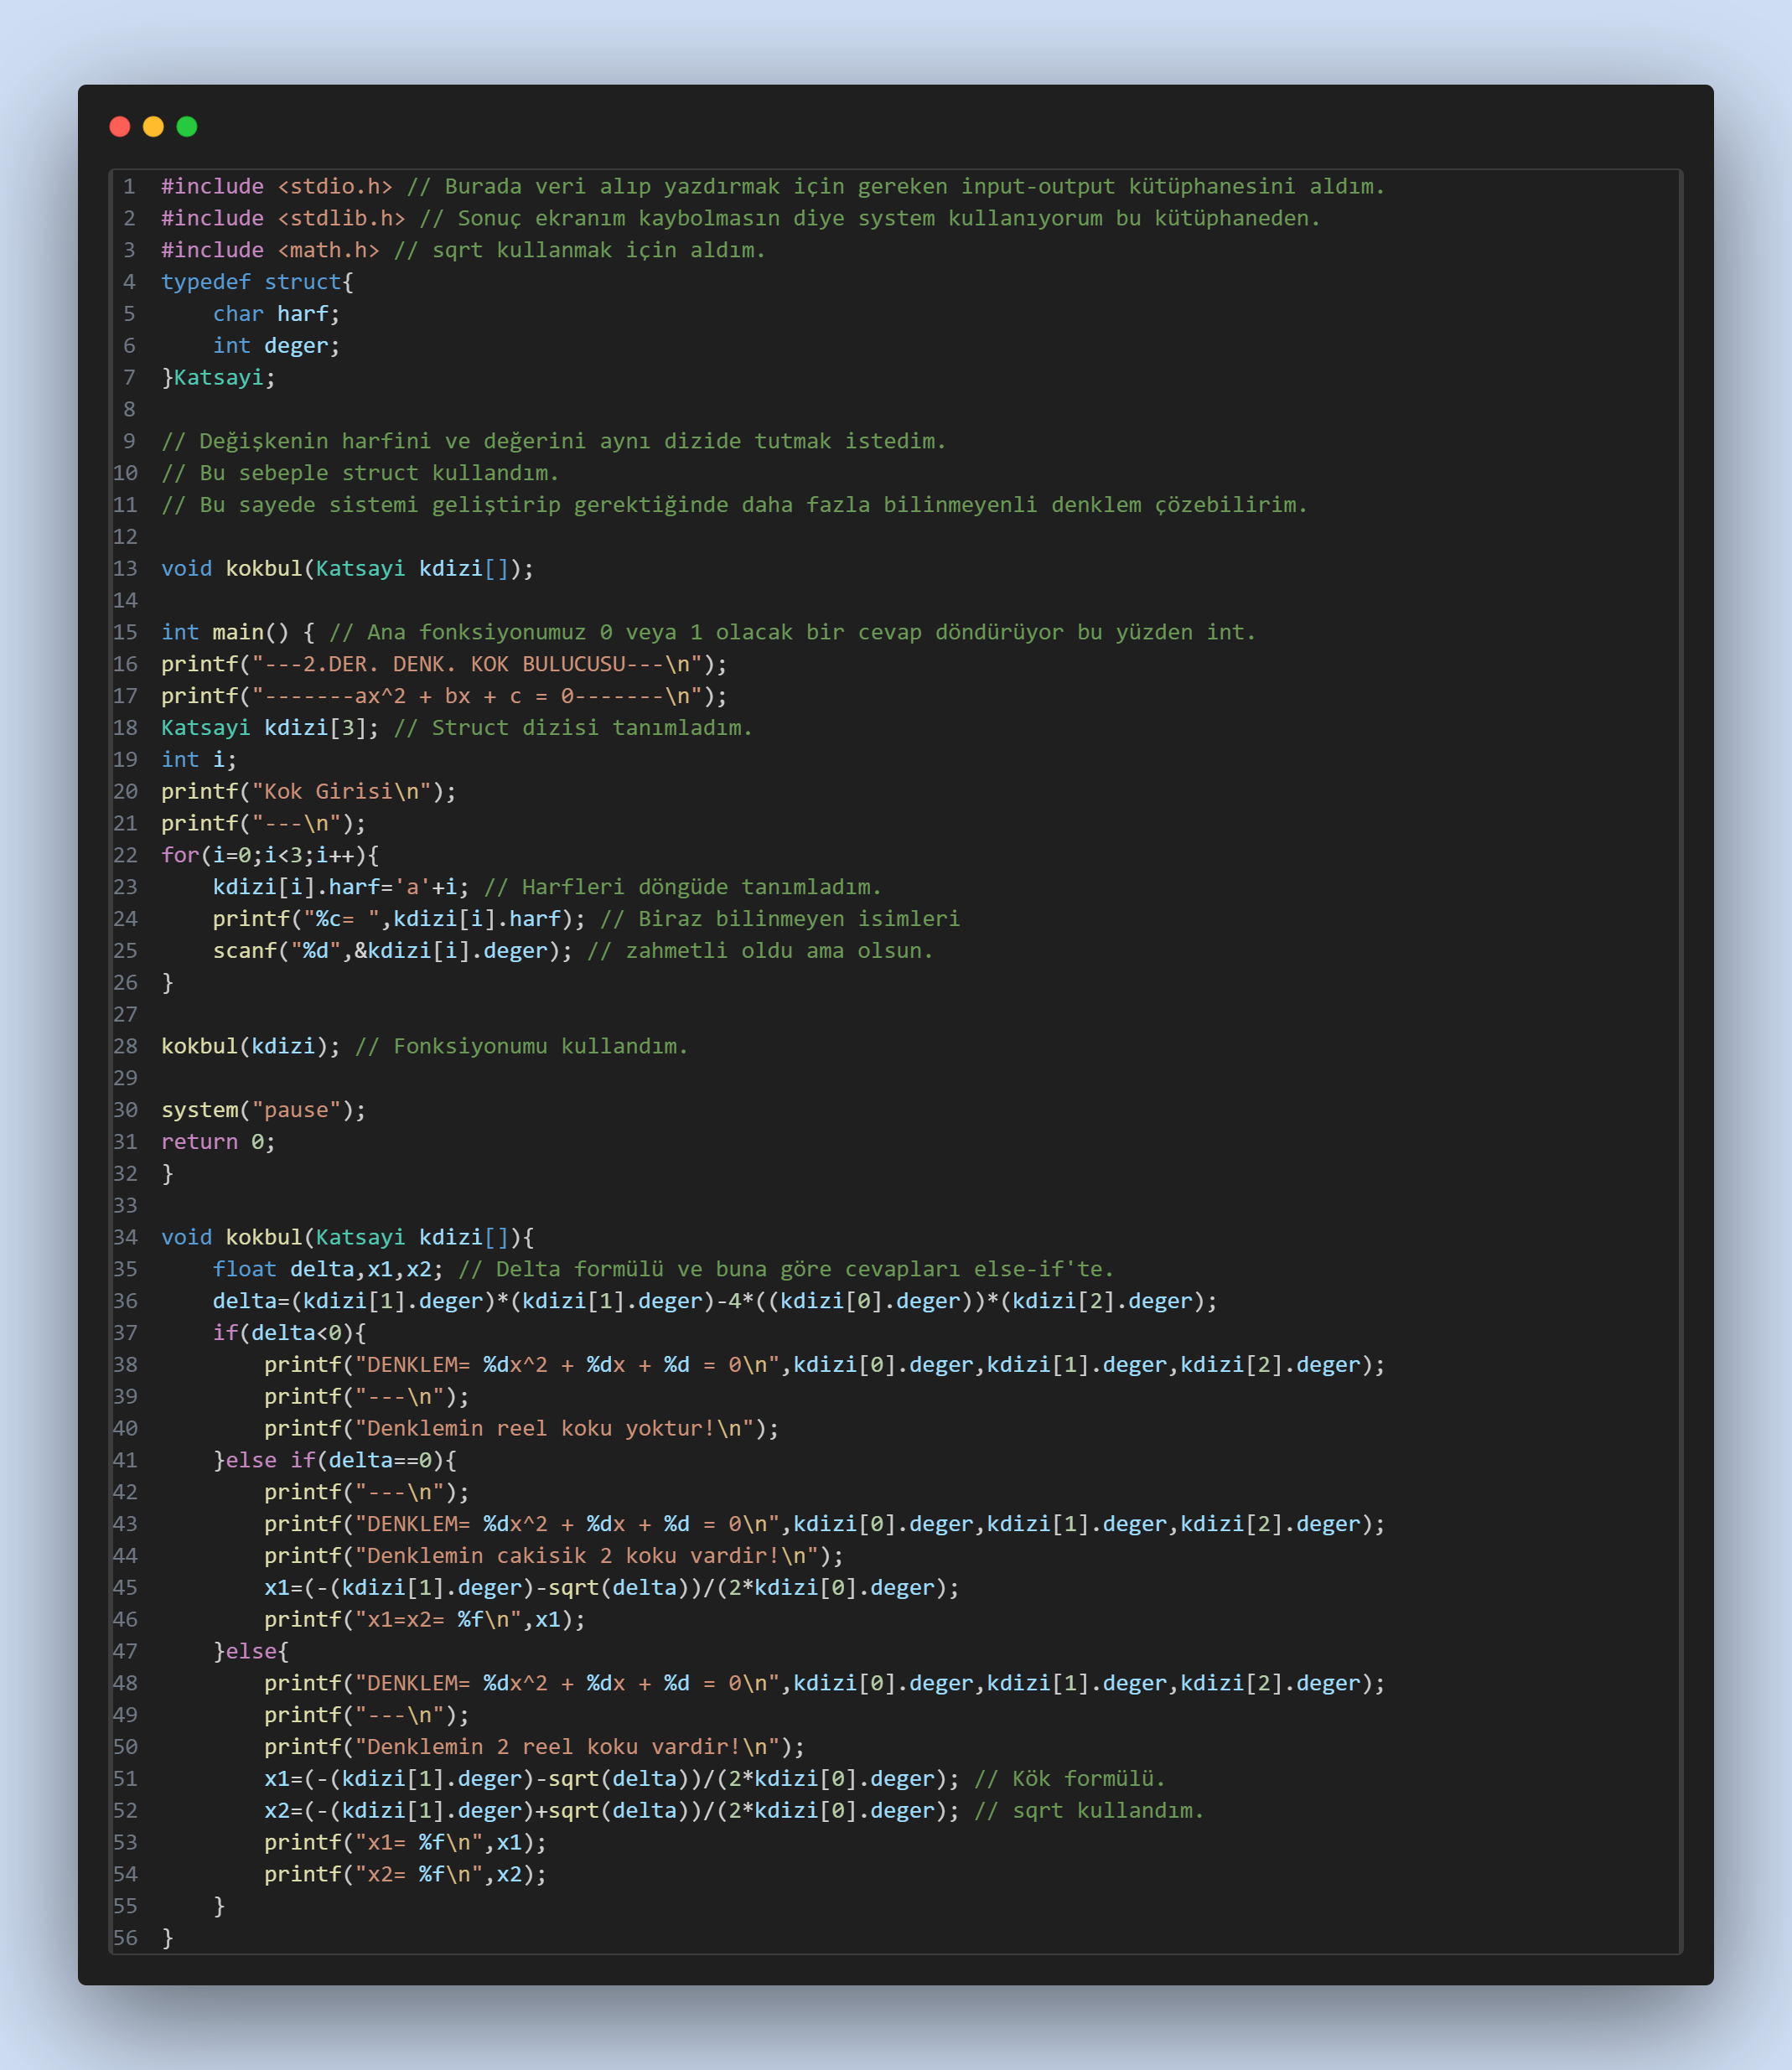 1 #include <stdio.h> // Burada veri alıp yazdırmak için gereken input-output kütüphanesini aldım.
2 #include <stdlib.h> // Sonuç ekranım kaybolmasın diye system kullanıyorum bu kütüphaneden.
3 #include <math.h> // sqrt kullanmak için aldım.
4 typedef struct{
5     char harf;
6     int deger;
7 }Katsayi;
8
9 // Değişkenin harfini ve değerini aynı dizide tutmak istedim.
10 // Bu sebeple struct kullandım.
11 // Bu sayede sistemi geliştirip gerektiğinde daha fazla bilinmeyenli denklem çözebilirim.
12
13 void kokbul(Katsayi kdizi[]);
14
15 int main() { // Ana fonksiyonumuz 0 veya 1 olacak bir cevap döndürüyor bu yüzden int.
16 printf("---2.DER. DENK. KOK BULUCUSU---\n");
17 printf("-------ax^2 + bx + c = 0-------\n");
18 Katsayi kdizi[3]; // Struct dizisi tanımladım.
19 int i;
20 printf("Kok Girisi\n");
21 printf("---\n");
22 for(i=0;i<3;i++){
23     kdizi[i].harf='a'+i; // Harfleri döngüde tanımladım.
24     printf("%c= ",kdizi[i].harf); // Biraz bilinmeyen isimleri
25     scanf("%d",&kdizi[i].deger); // zahmetli oldu ama olsun.
26 }
27
28 kokbul(kdizi); // Fonksiyonumu kullandım.
29
30 system("pause");
31 return 0;
32 }
33
34 void kokbul(Katsayi kdizi[]){
35     float delta,x1,x2; // Delta formülü ve buna göre cevapları else-if'te.
36     delta=(kdizi[1].deger)*(kdizi[1].deger)-4*((kdizi[0].deger))*(kdizi[2].deger);
37     if(delta<0){
38         printf("DENKLEM= %dx^2 + %dx + %d = 0\n",kdizi[0].deger,kdizi[1].deger,kdizi[2].deger);
39         printf("---\n");
40         printf("Denklemin reel koku yoktur!\n");
41     }else if(delta==0){
42         printf("---\n");
43         printf("DENKLEM= %dx^2 + %dx + %d = 0\n",kdizi[0].deger,kdizi[1].deger,kdizi[2].deger);
44         printf("Denklemin cakisik 2 koku vardir!\n");
45         x1=(-(kdizi[1].deger)-sqrt(delta))/(2*kdizi[0].deger);
46         printf("x1=x2= %f\n",x1);
47     }else{
48         printf("DENKLEM= %dx^2 + %dx + %d = 0\n",kdizi[0].deger,kdizi[1].deger,kdizi[2].deger);
49         printf("---\n");
50         printf("Denklemin 2 reel koku vardir!\n");
51         x1=(-(kdizi[1].deger)-sqrt(delta))/(2*kdizi[0].deger); // Kök formülü.
52         x2=(-(kdizi[1].deger)+sqrt(delta))/(2*kdizi[0].deger); // sqrt kullandım.
53         printf("x1= %f\n",x1);
54         printf("x2= %f\n",x2);
55     }
56 }